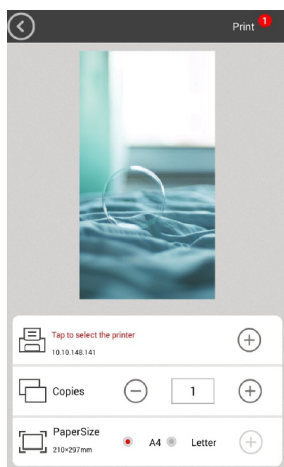 Print 1
Tap to select the printer
10.10.148.141
Copies 1
PaperSize
A4 Letter
210×297mm